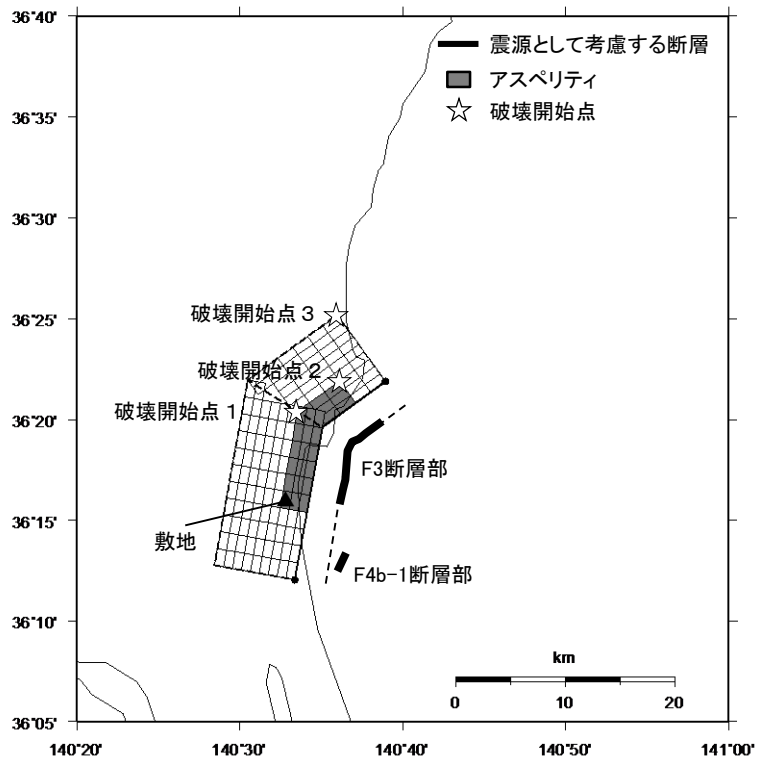 36°40'
震源として考慮する断層
アスペリティ
36°35'
破壊開始点
36°30'
36°25'
破壊開始点3
破壊開始点2
36°20'
破壊開始点1
F3断層部
36°15'
敷地
F4b-1断層部
36°10'
km
0 10 20
36°05'
140°20' 140°30' 140°40' 140°50' 141°00'